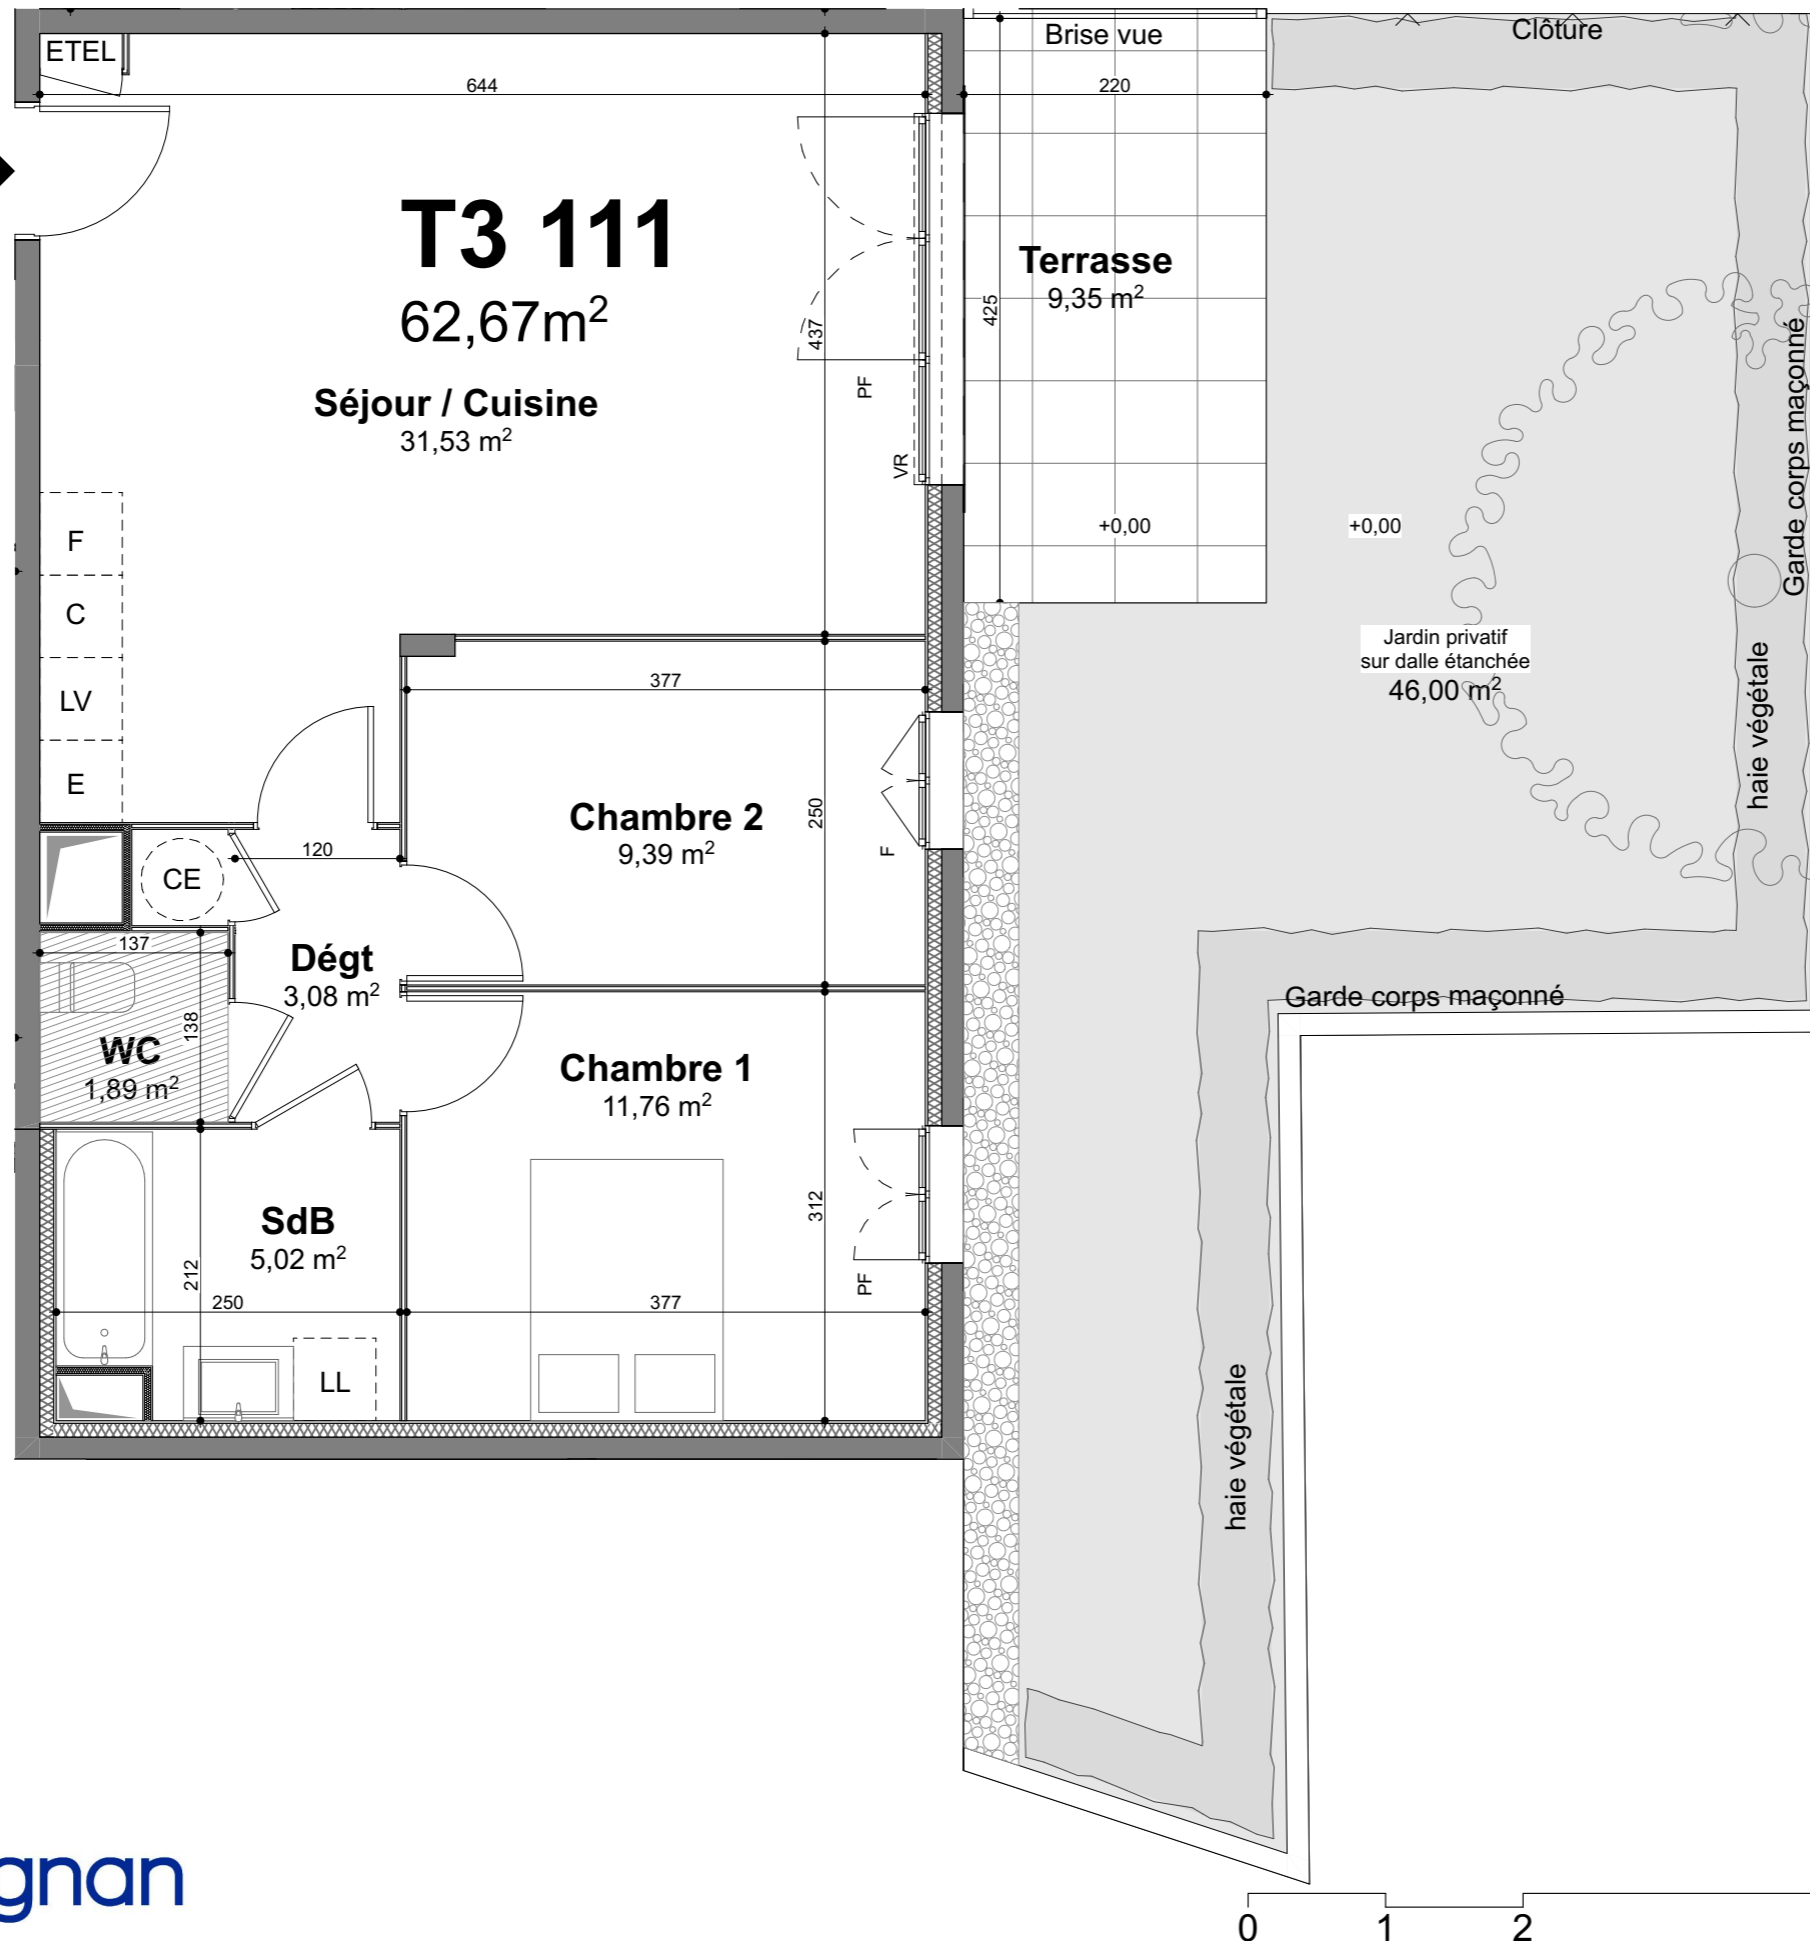 ETEL
Brise vue
Clôture
644
220
T3 111
62,67m²
Séjour / Cuisine
31,53 m²
437
PF
VR
425
Terrasse
9,35 m²
+0,00
+0,00
Garde corps maçonné
F
C
LV
E
Jardin privatif
sur dalle étanchée
46,00 m²
haie végétale
377
Chambre 2
9,39 m²
250
F
120
CE
137
Dégt
3,08 m²
138
WC
1,89 m²
Garde corps maçonné
Chambre 1
11,76 m²
312
PF
SdB
5,02 m²
212
250
377
LL
haie végétale
gnan
0 1 2